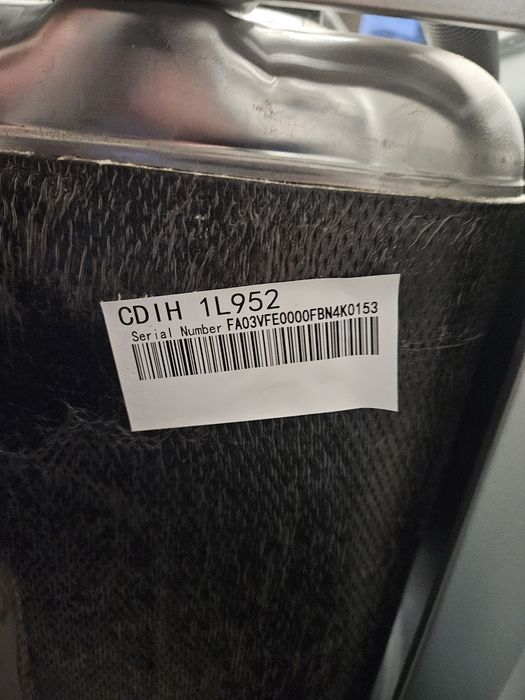 CDIH 1L952
Serial Number FA03VFE0000FBN4K0153